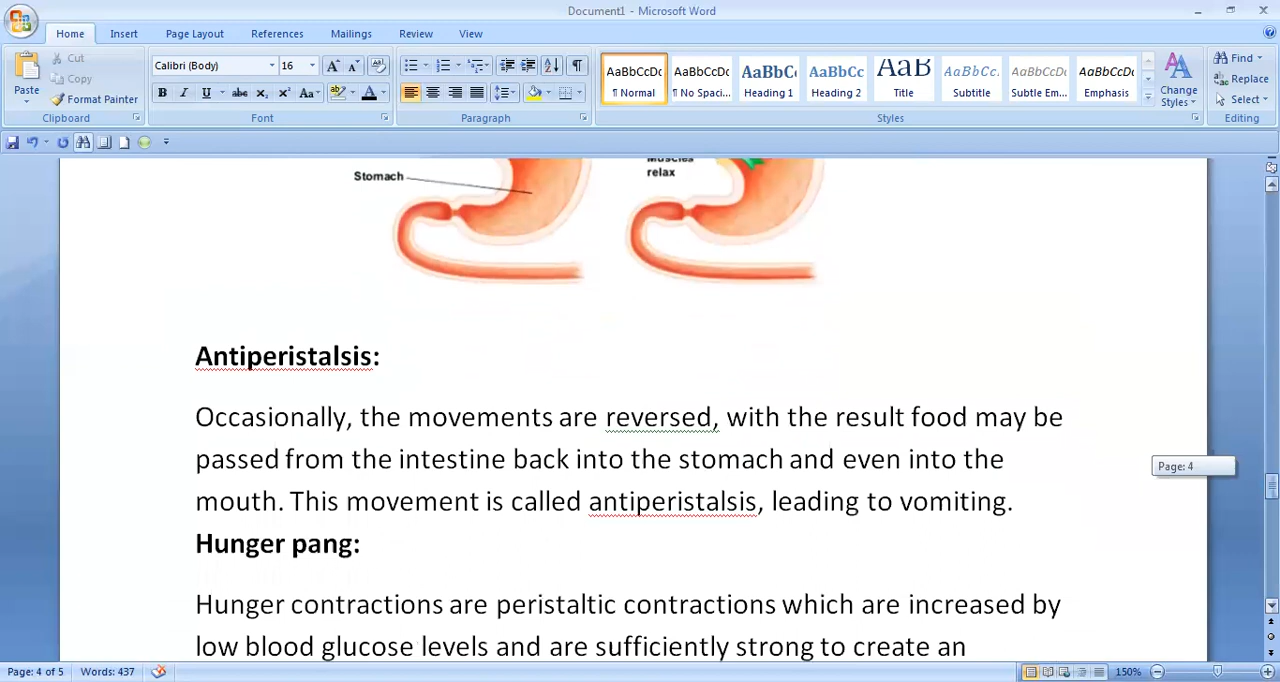 Document1 - Microsoft Word
Home Insert Page Layout References Mailings Review View
Paste
Cut
Copy
Format Painter
Clipboard
Calibri (Body) 16
B I U abc X₂ X² Aa
Font
Paragraph
AaBbCcDc AaBbCcDc AaBbC AaBbCc AaB AaBbCc. AaBbCcDc AaBbCcDc
¶ Normal ¶ No Spaci... Heading 1 Heading 2 Title Subtitle Subtle Em... Emphasis
Change
Styles
Styles
Find
Replace
Select
Editing
Stomach
Muscles
relax
Antiperistalsis:
Occasionally, the movements are reversed, with the result food may be
passed from the intestine back into the stomach and even into the
mouth. This movement is called antiperistalsis, leading to vomiting.
Hunger pang:
Hunger contractions are peristaltic contractions which are increased by
low blood glucose levels and are sufficiently strong to create an
Page: 4
Page: 4 of 5 Words: 437 150%